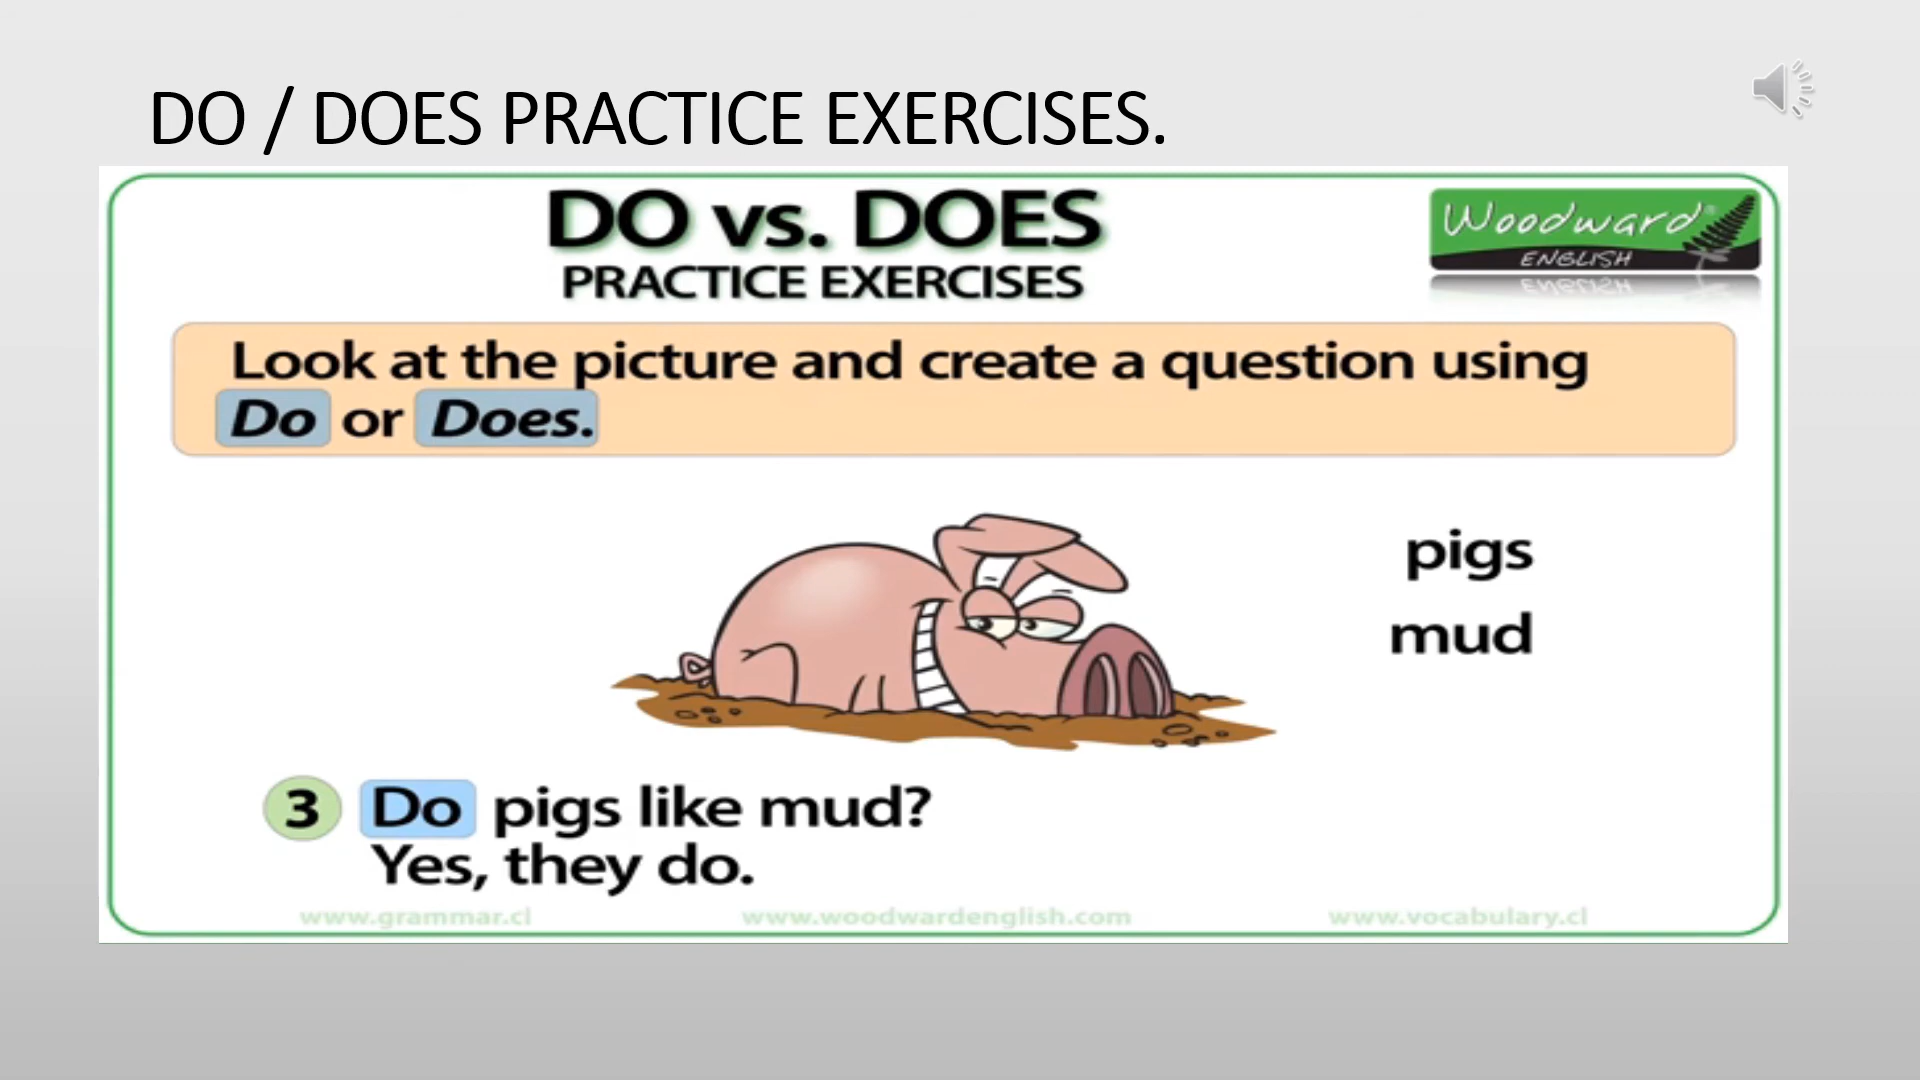 DO / DOES PRACTICE EXERCISES.
DO vs. DOES
PRACTICE EXERCISES
Woodward®
ENGLISH
Look at the picture and create a question using
Do or Does.
pigs
mud
3 Do pigs like mud?
Yes, they do.
www.grammar.cl www.woodwardenglish.com www.vocabulary.cl